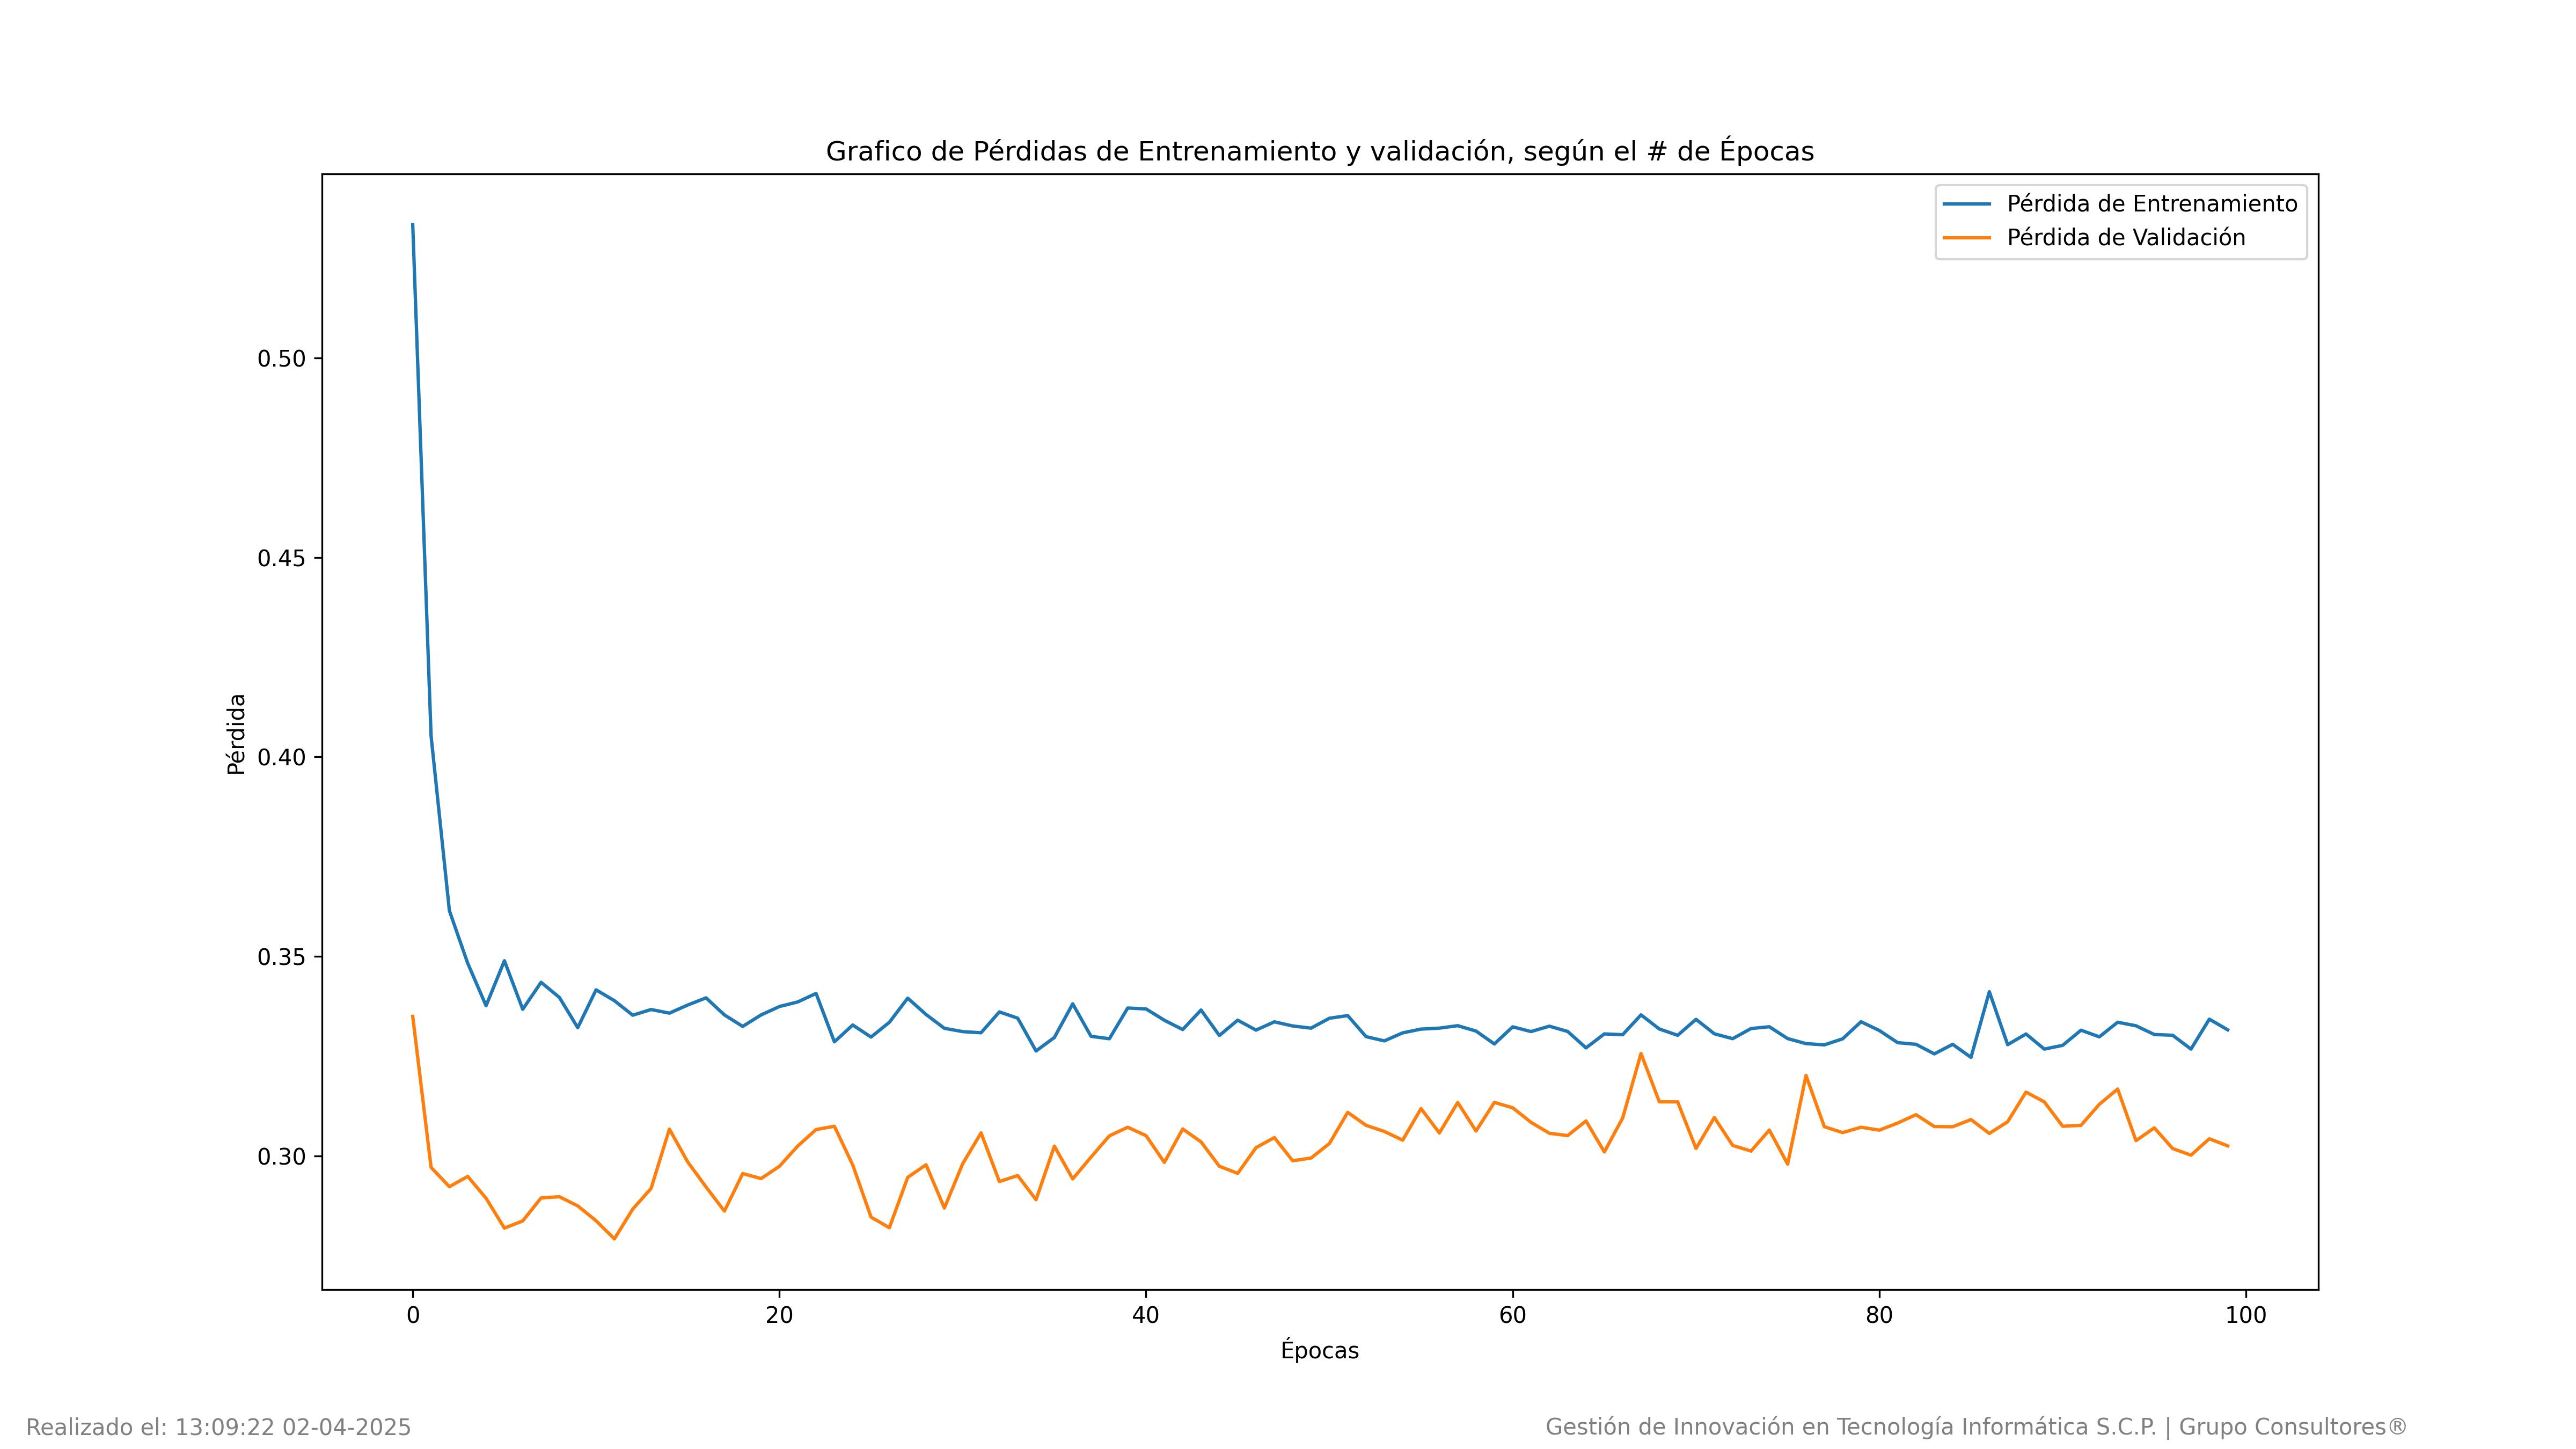 Grafico de Pérdidas de Entrenamiento y validación, según el # de Épocas
Pérdida de Entrenamiento
Pérdida de Validación
Pérdida
0.50
0.45
0.40
0.35
0.30
0 20 40 60 80 100
Épocas
Realizado el: 13:09:22 02-04-2025
Gestión de Innovación en Tecnología Informática S.C.P. | Grupo Consultores®